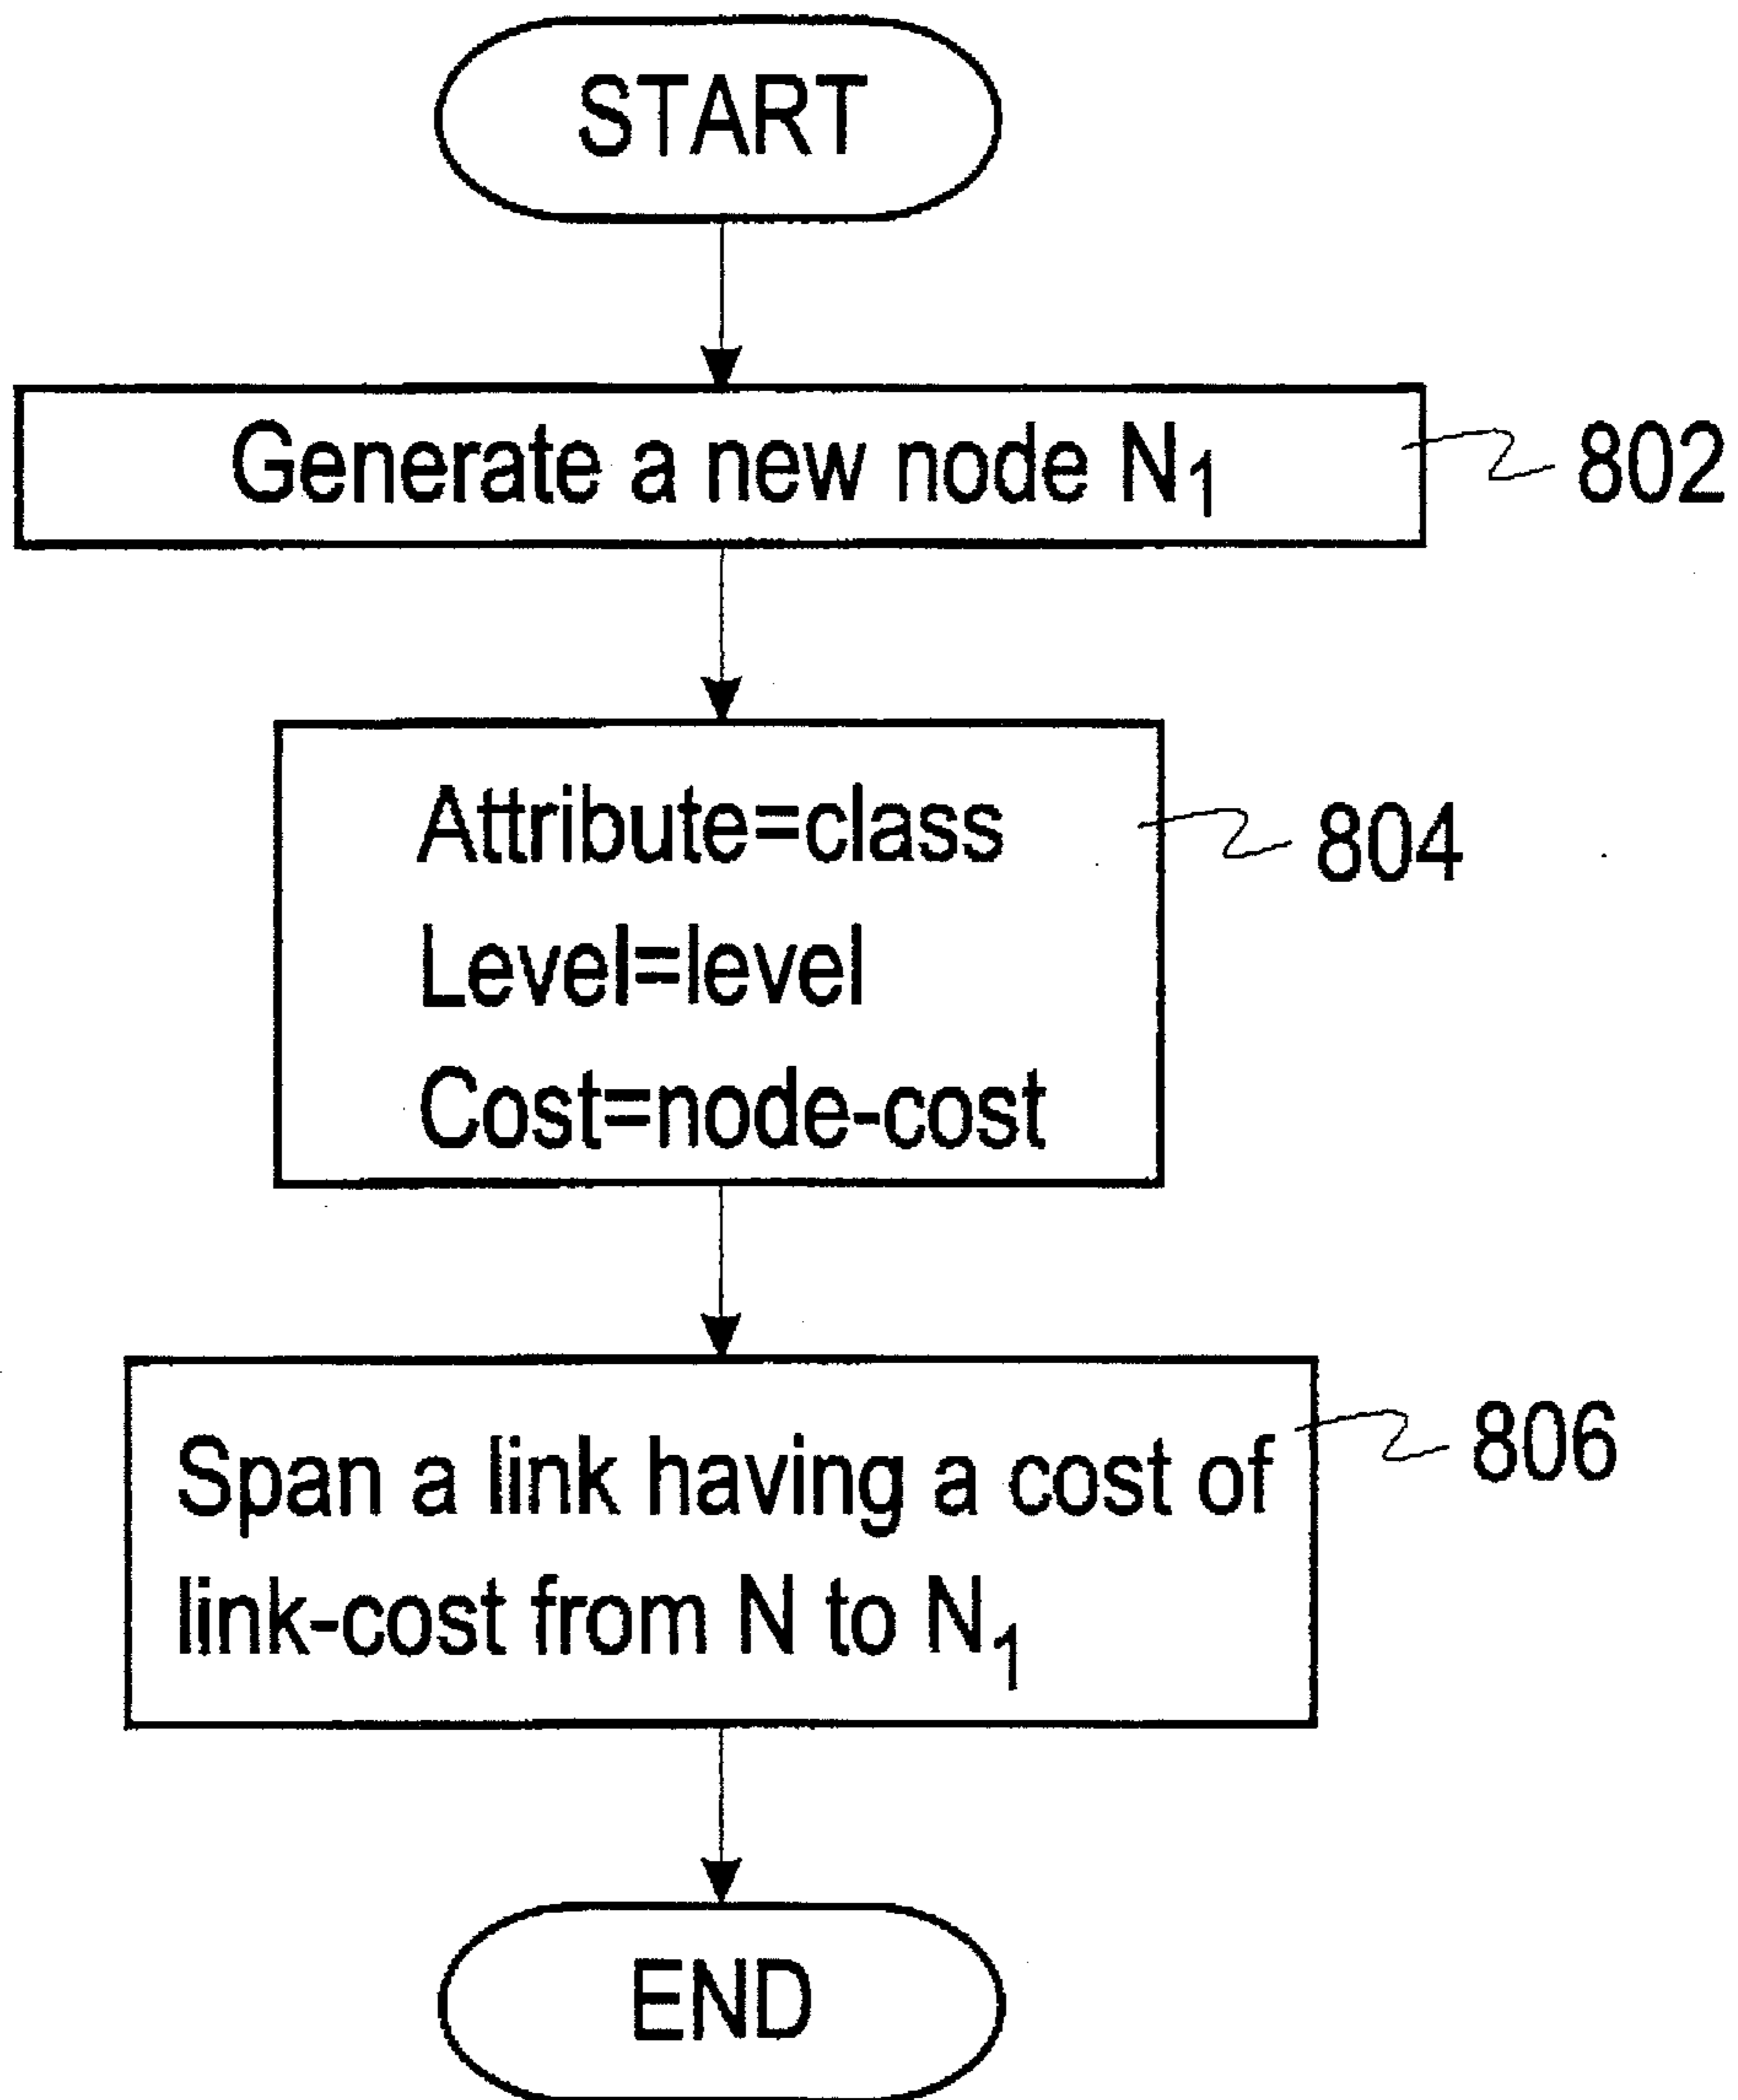 START
Generate a new node N₁
802
Attribute=class
804
Level=level
Cost=node-cost
Span a link having a cost of
806
link-cost from N to N₁
END